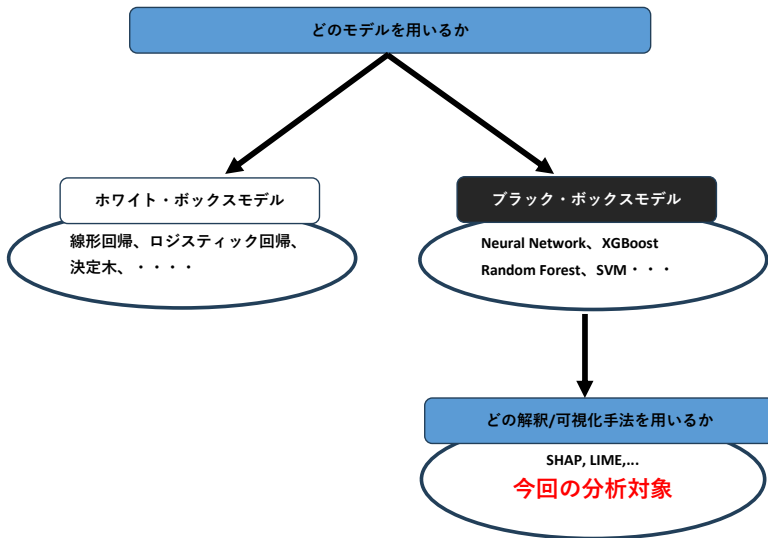 どのモデルを用いるか
ホワイト・ボックスモデル
線形回帰、ロジスティック回帰、
決定木、・・・・
ブラック・ボックスモデル
Neural Network、XGBoost
Random Forest、SVM・・・
どの解釈/可視化手法を用いるか
SHAP, LIME,...
今回の分析対象